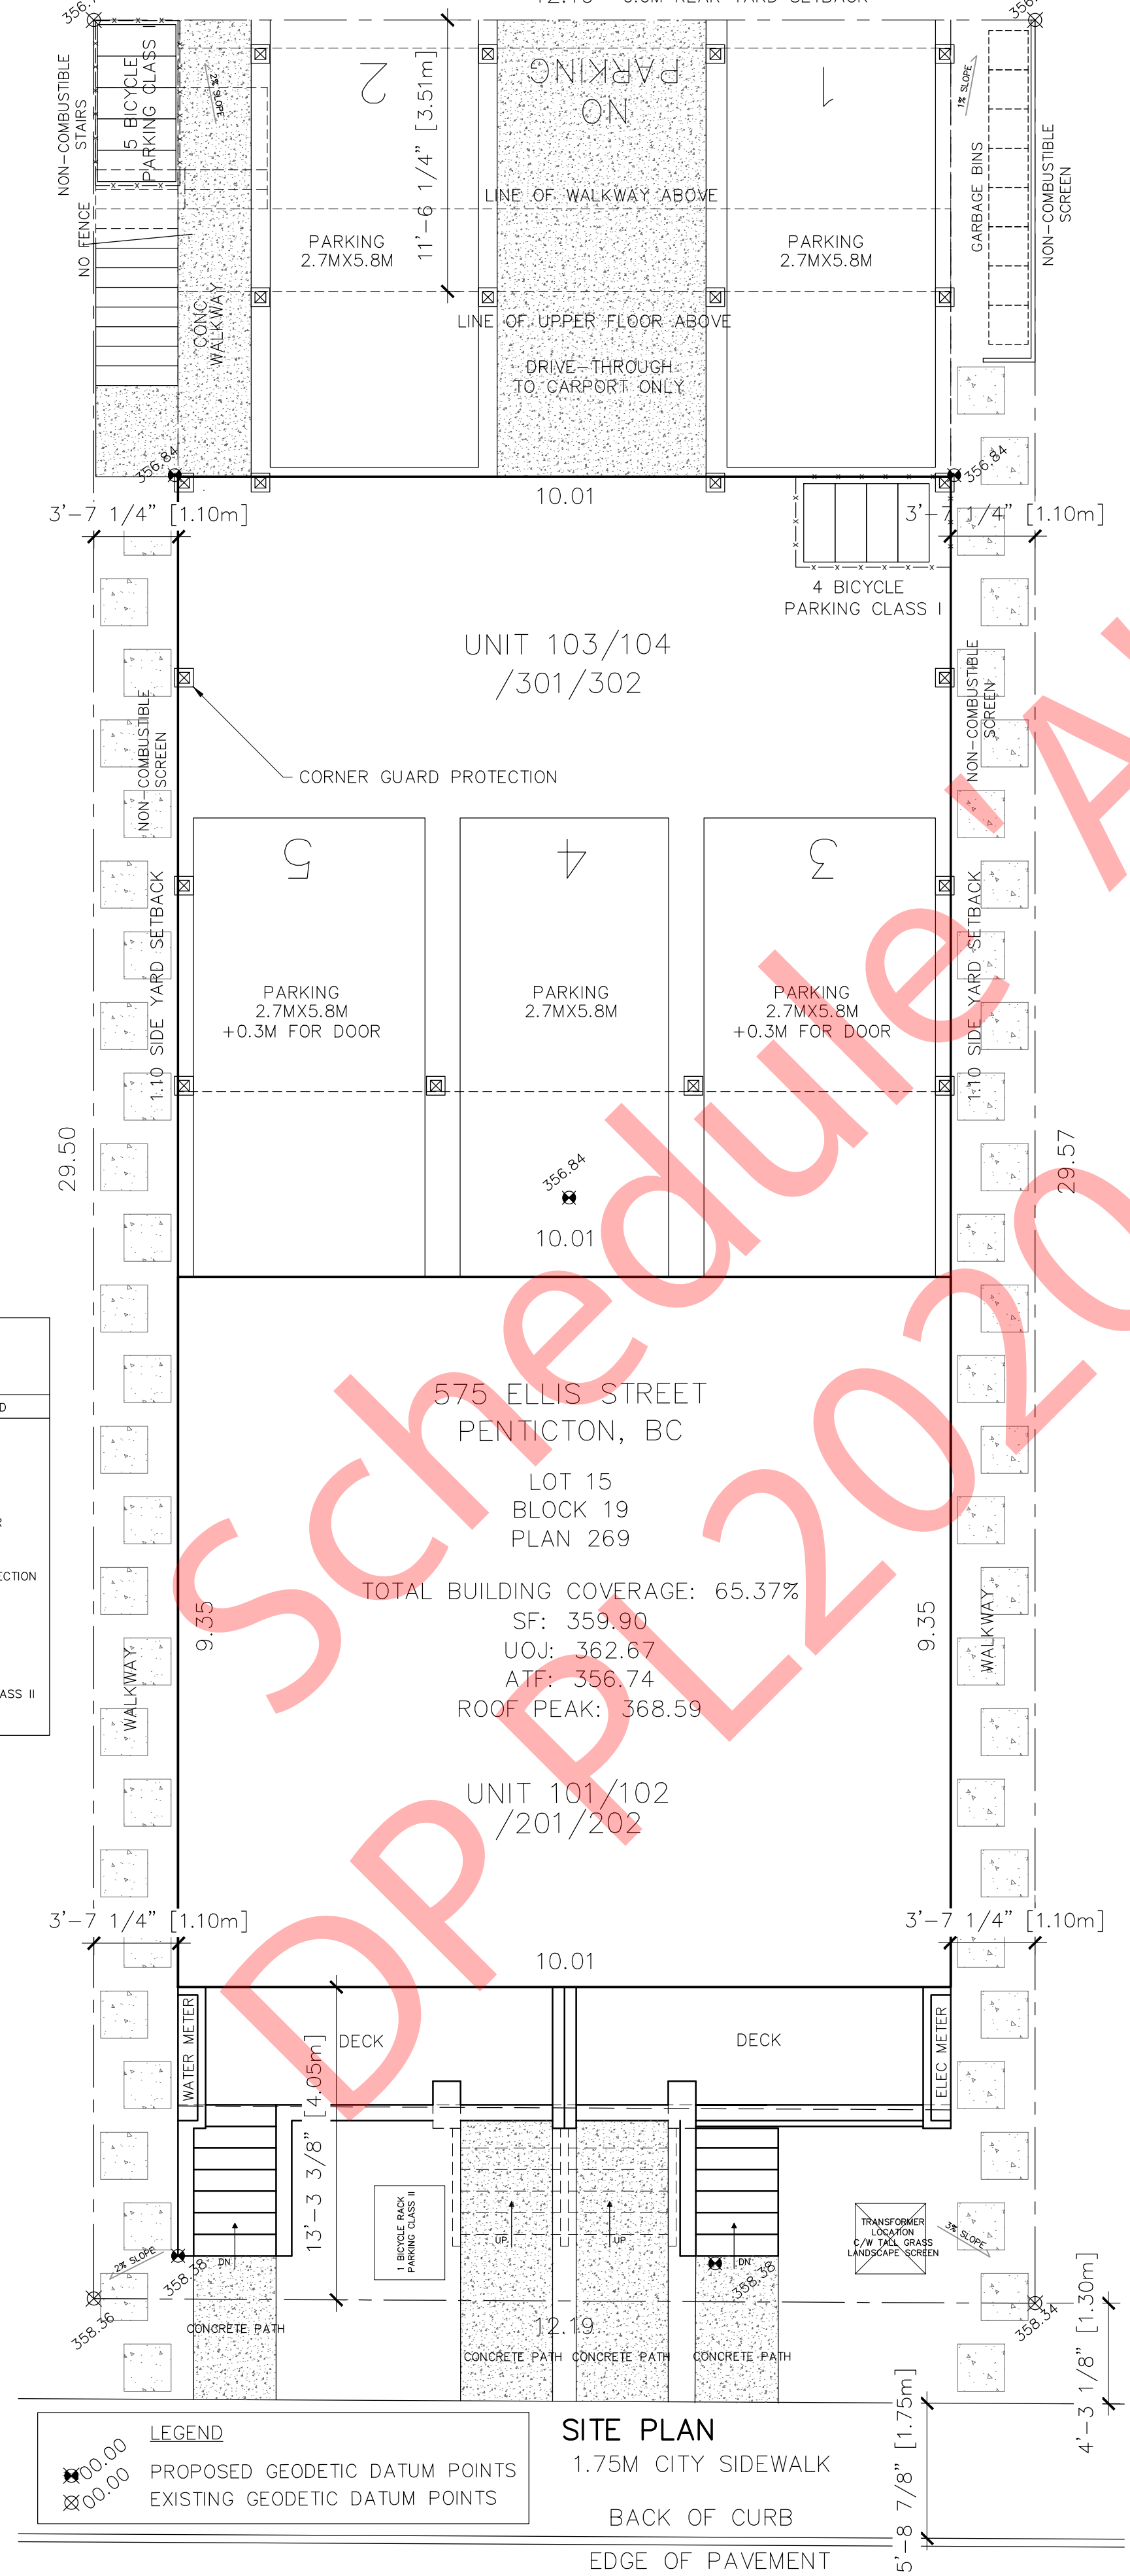 NON-COMBUSTIBLE
STAIRS
5 BICYCLE
PARKING CLASS
2% SLOPE
2
11'-6 1/4" [3.51m]
NO
PARKING
1
1% SLOPE
GARBAGE BINS
NON-COMBUSTIBLE
SCREEN
NO FENCE
LINE OF WALKWAY ABOVE
PARKING
2.7MX5.8M
PARKING
2.7MX5.8M
CONC
WALKWAY
LINE OF UPPER FLOOR ABOVE
DRIVE-THROUGH
TO CARPORT ONLY
356.84
356.84
10.01
3'-7 1/4" [1.10m]
3'-7 1/4" [1.10m]
4 BICYCLE
PARKING CLASS I
UNIT 103/104
/301/302
NON-COMBUSTIBLE
SCREEN
NON-COMBUSTIBLE
SCREEN
CORNER GUARD PROTECTION
5
4
3
1.10 SIDE YARD SETBACK
1.10 SIDE YARD SETBACK
PARKING
2.7MX5.8M
+0.3M FOR DOOR
PARKING
2.7MX5.8M
PARKING
2.7MX5.8M
+0.3M FOR DOOR
29.50
29.57
356.84
10.01
575 ELLIS STREET
PENTICTON, BC
LOT 15
BLOCK 19
PLAN 269
TOTAL BUILDING COVERAGE: 65.37%
SF: 359.90
UOJ: 362.67
ATF: 356.74
ROOF PEAK: 368.59
9.35
9.35
WALKWAY
WALKWAY
UNIT 101/102
/201/202
3'-7 1/4" [1.10m]
3'-7 1/4" [1.10m]
10.01
WATER METER
DECK
DECK
ELEC METER
13'-3 3/8" [4.05m]
1 BICYCLE RACK
PARKING CLASS II
UP
UP
DN
DN
TRANSFORMER
LOCATION
C/W TALL GRASS
LANDSCAPE SCREEN
2% SLOPE
3% SLOPE
358.38
358.38
358.36
358.34
12.19
CONCRETE PATH
CONCRETE PATH
CONCRETE PATH
CONCRETE PATH
4'-3 1/8" [1.30m]
5'-8 7/8" [1.75m]
LEGEND
00.00 PROPOSED GEODETIC DATUM POINTS
00.00 EXISTING GEODETIC DATUM POINTS
SITE PLAN
1.75M CITY SIDEWALK
BACK OF CURB
EDGE OF PAVEMENT
Schedule 'A'
DP PL2020